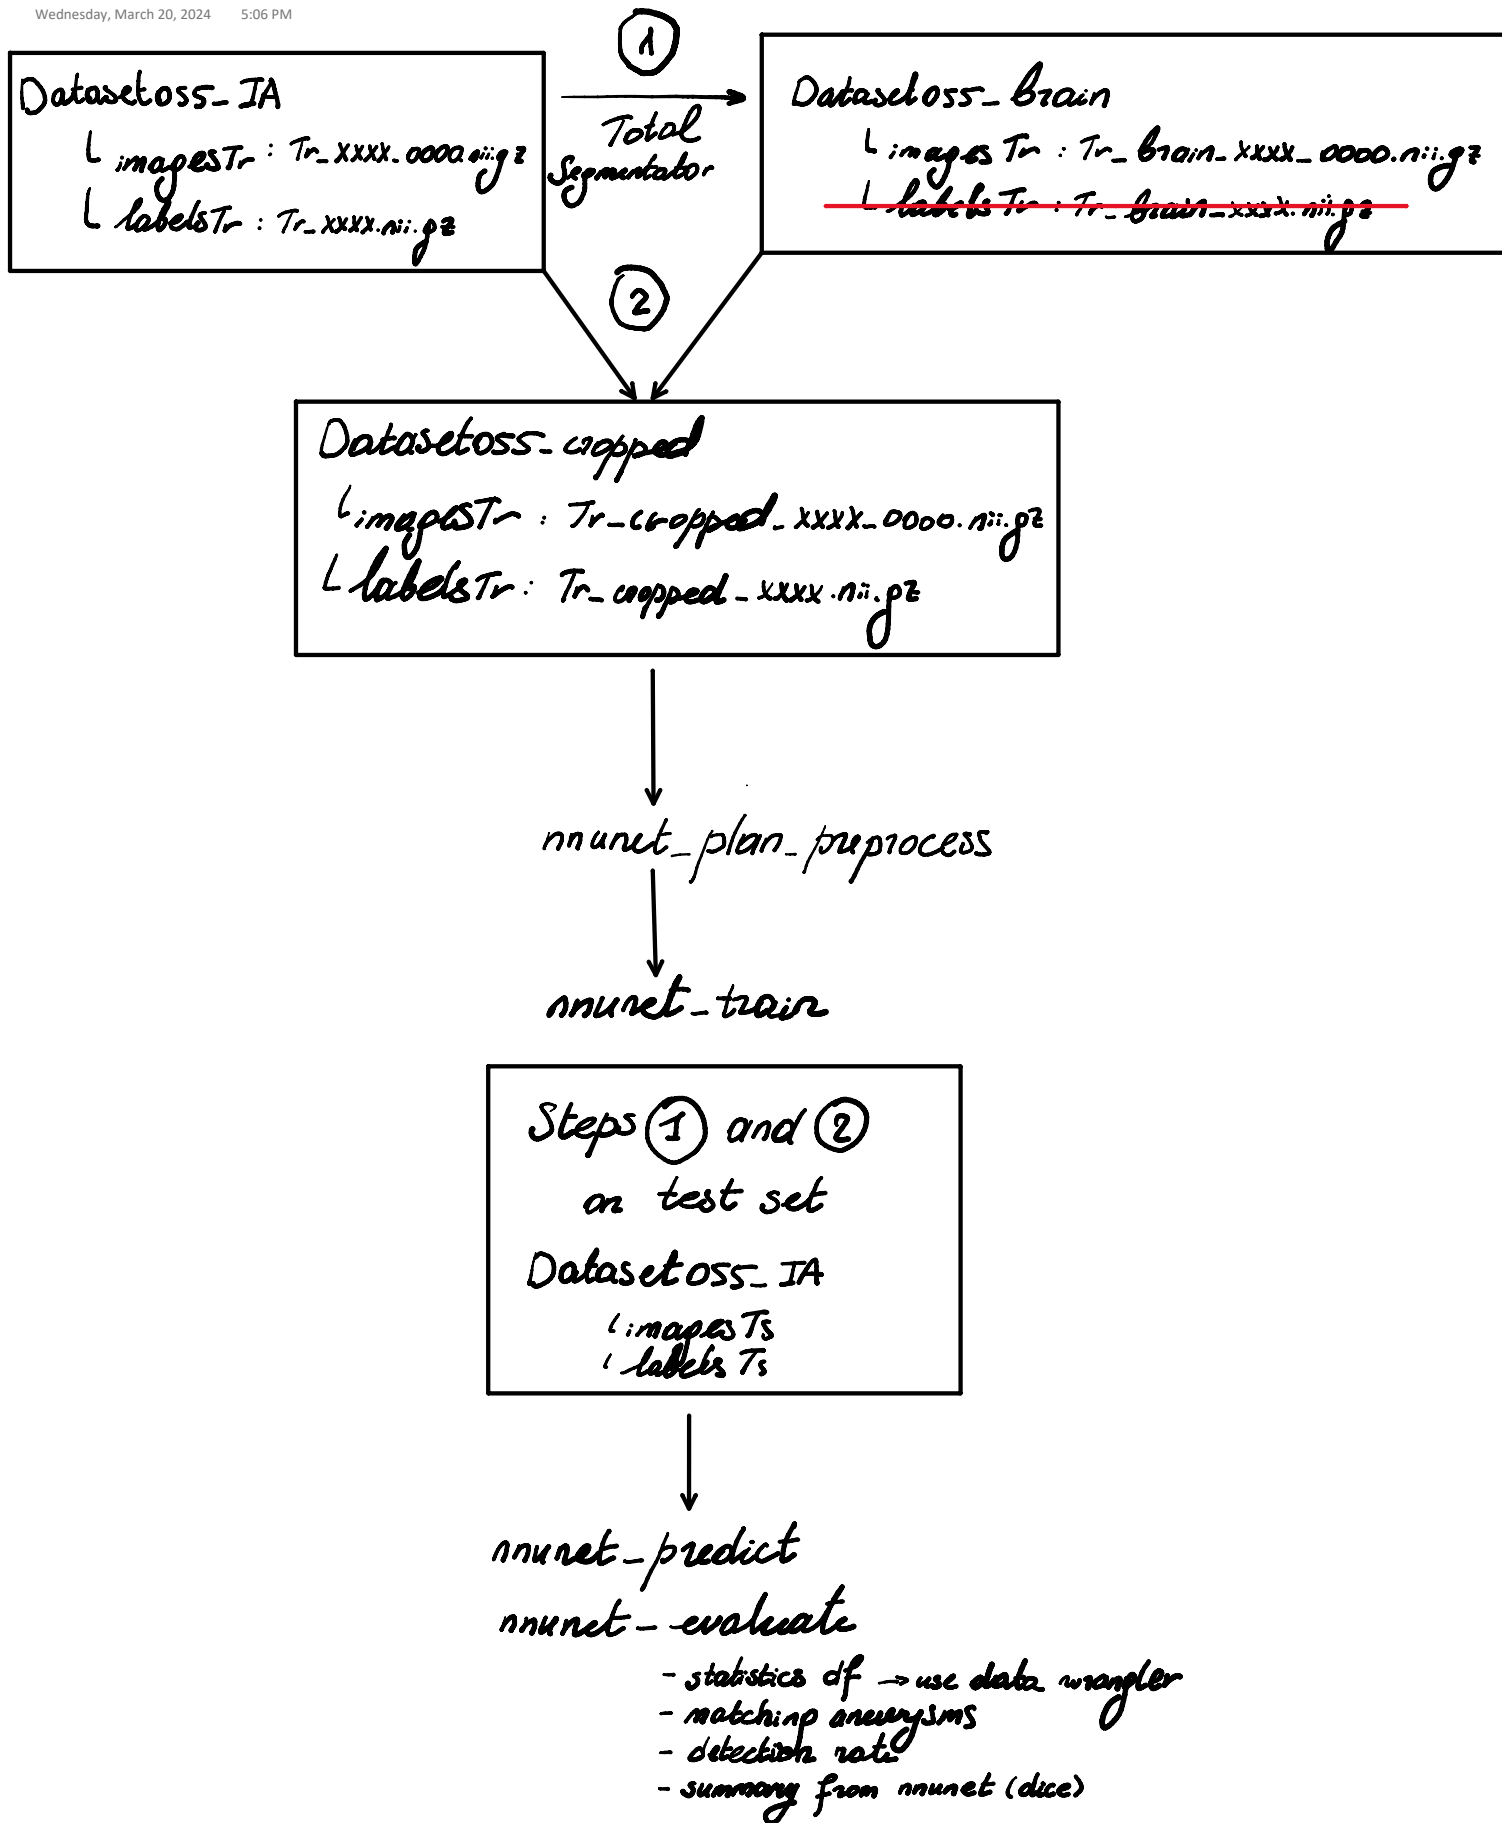 Wednesday, March 20, 2024 5:06 PM
1
Dataset055_IA
└ imagesTr : Tr_xxxx_0000.nii.gz
└ labelsTr : Tr_xxxx.nii.gz
Total
Segmentator
Dataset055_brain
└ imagesTr : Tr_brain_xxxx_0000.nii.gz
└ labelsTr : Tr_brain_xxxx.nii.gz
2
Dataset055_cropped
└ imagesTr : Tr_cropped_xxxx_0000.nii.gz
└ labelsTr : Tr_cropped_xxxx.nii.gz
nnunet_plan_preprocess
nnunet_train
Steps 1 and 2
on test set
Dataset055_IA
└ imagesTs
└ labelsTs
nnunet_predict
nnunet_evaluate
- statistics df → use data wrangler
- matching aneurysms
- detection rate
- summary from nnunet (dice)